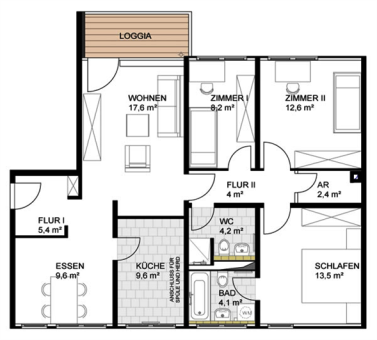 LOGGIA
WOHNEN
17,6 m²
ZIMMER I
8,2 m²
ZIMMER II
12,6 m²
FLUR II
4 m²
AR
2,4 m²
FLUR I
5,4 m²
WC
4,2 m²
ESSEN
9,6 m²
KÜCHE
9,6 m²
ANSCHLUSS FÜR
SPÜLE UND HERD
BAD
4,1 m²
SCHLAFEN
13,5 m²